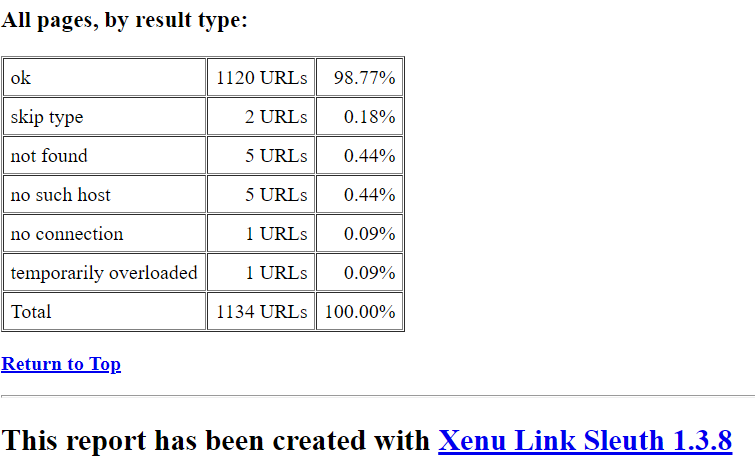 All pages, by result type:
ok 1120 URLs 98.77%
skip type 2 URLs 0.18%
not found 5 URLs 0.44%
no such host 5 URLs 0.44%
no connection 1 URLs 0.09%
temporarily overloaded 1 URLs 0.09%
Total 1134 URLs 100.00%
Return to Top
This report has been created with Xenu Link Sleuth 1.3.8